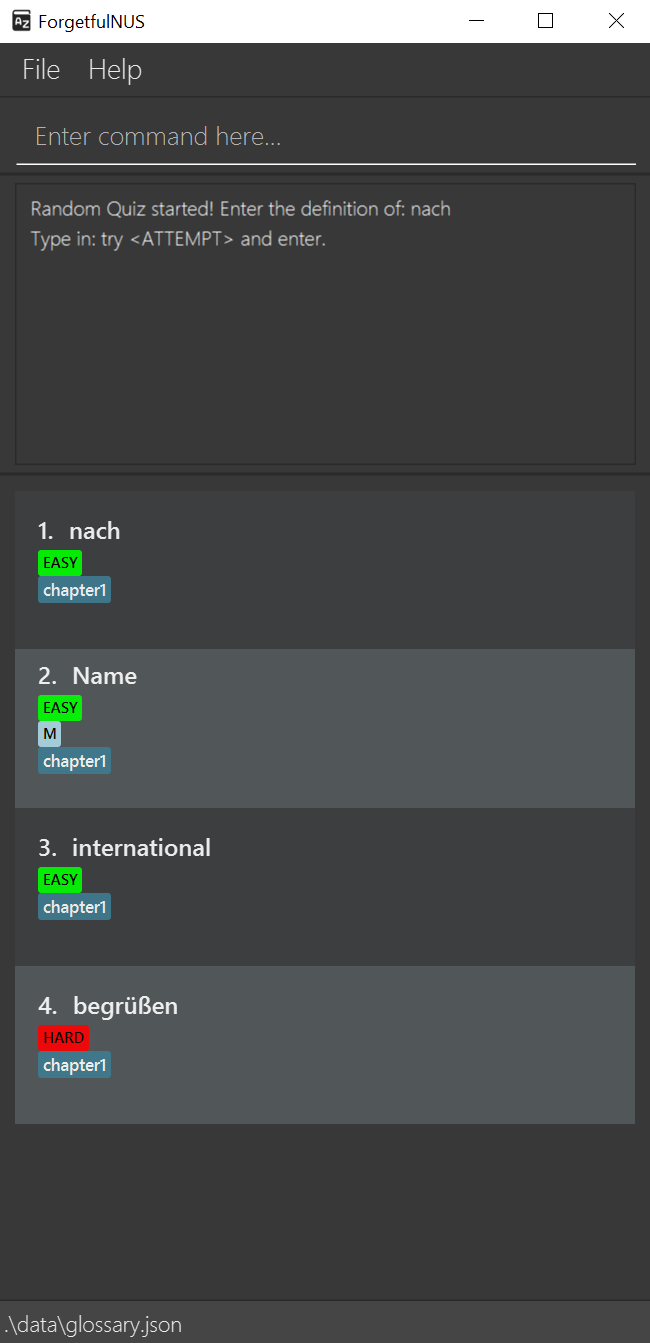 ForgetfulNUS
File Help
Enter command here...
Random Quiz started! Enter the definition of: nach
Type in: try <ATTEMPT> and enter.
1. nach
EASY
chapter1
2. Name
EASY
M
chapter1
3. international
EASY
chapter1
4. begrüßen
HARD
chapter1
.\data\glossary.json